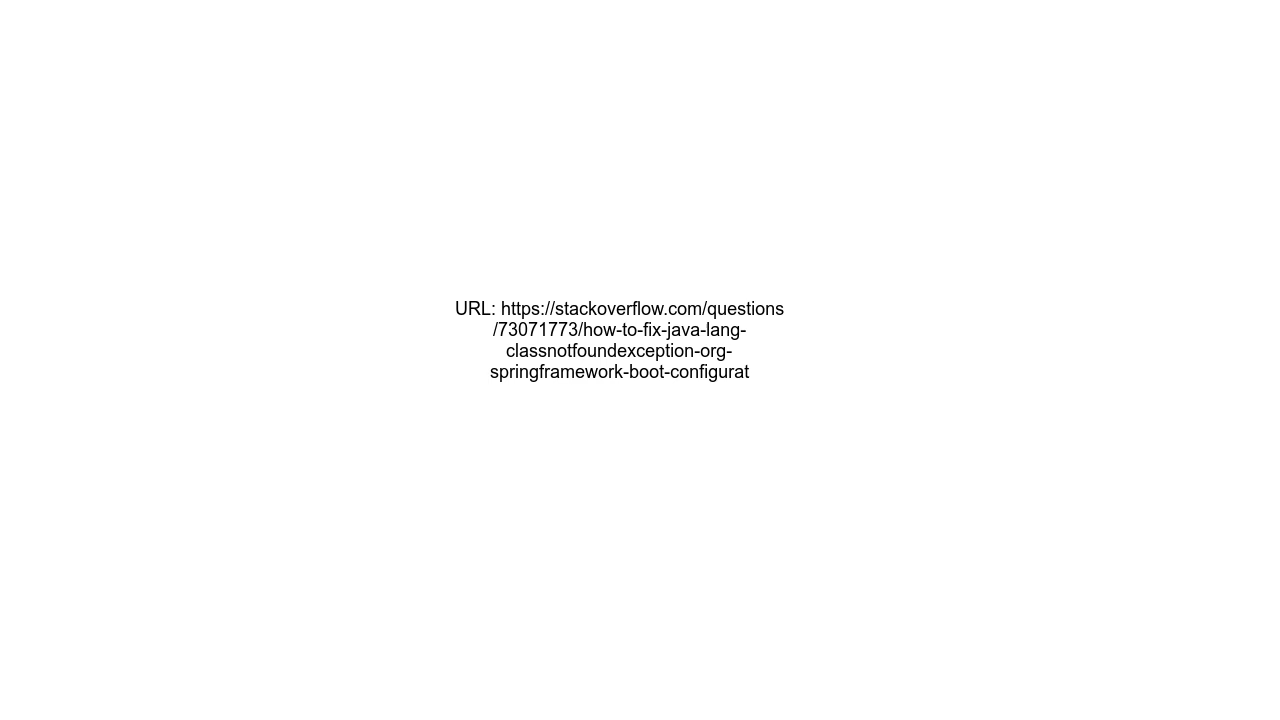 URL: https://stackoverflow.com/questions
/73071773/how-to-fix-java-lang-
classnotfoundexception-org-
springframework-boot-configurat